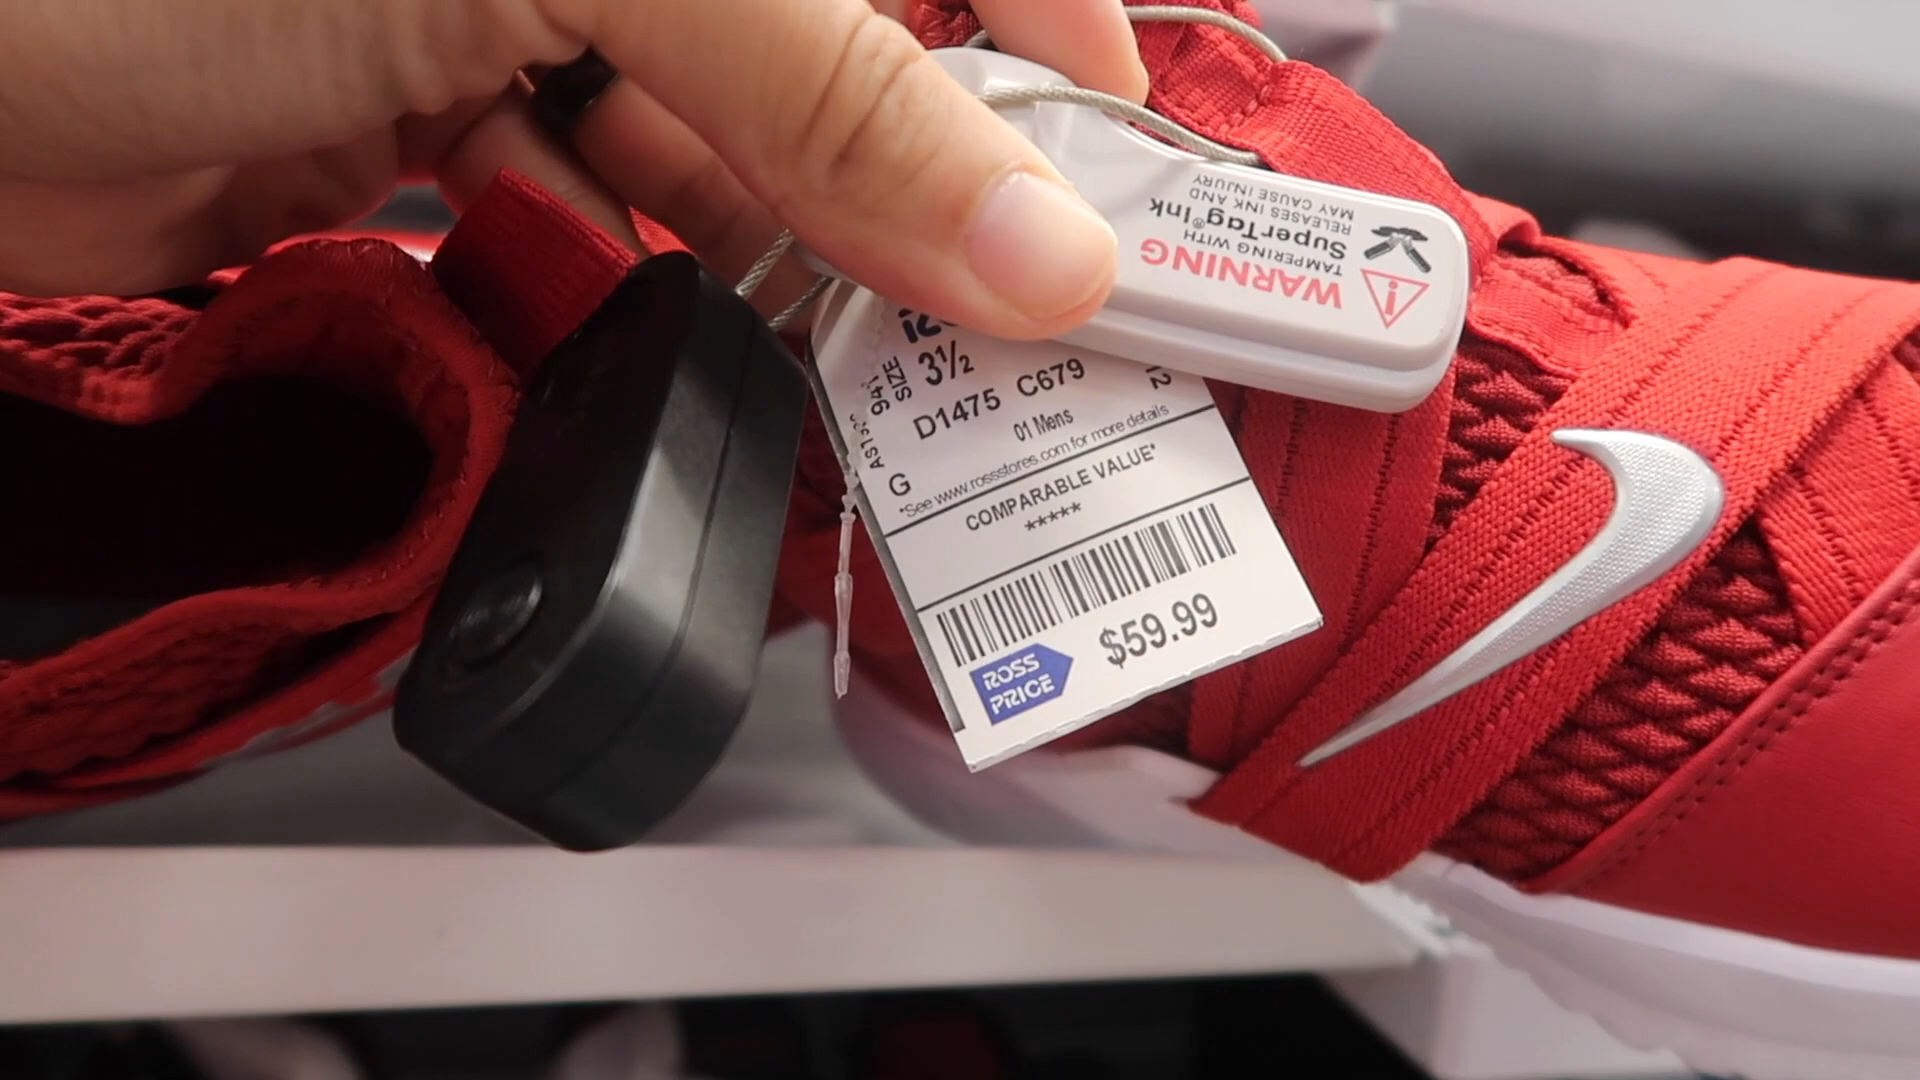 WARNING
TAMPERING WITH
SuperTag® Ink
RELEASES INK AND
MAY CAUSE INJURY
SIZE
3½
D1475 C679
01 Mens
G
*See www.rossstores.com for more details
COMPARABLE VALUE*
*****
$59.99
ROSS
PRICE